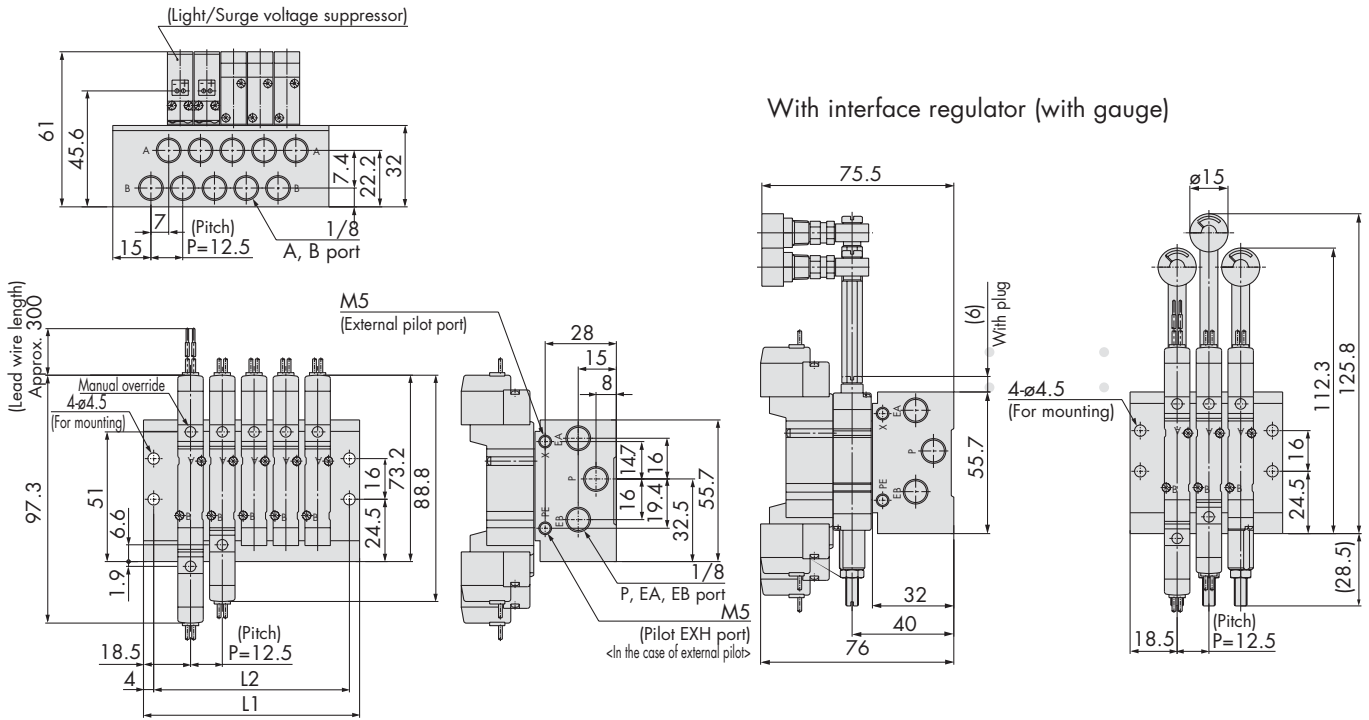 (Light/Surge voltage suppressor)
61
45.6
A
A
B
B
7.4
22.2
32
7
(Pitch)
15
P=12.5
1/8
A, B port
With interface regulator (with gauge)
75.5
ø15
(6)
With plug
125.8
112.3
(Lead wire length)
Approx. 300
M5
(External pilot port)
28
15
8
Manual override
4-ø4.5
(For mounting)
97.3
51
6.6
1.9
16
24.5
73.2
88.8
A A A A A
B B B B B
X
EA
P
PE
EB
14.7
16
16
19.4
32.5
55.7
1/8
P, EA, EB port
M5
(Pilot EXH port)
<In the case of external pilot>
(Pitch)
18.5
P=12.5
4
L2
L1
X
EA
P
PE
EB
55.7
32
40
76
4-ø4.5
(For mounting)
A A A
B B B
16
24.5
(28.5)
(Pitch)
18.5
P=12.5